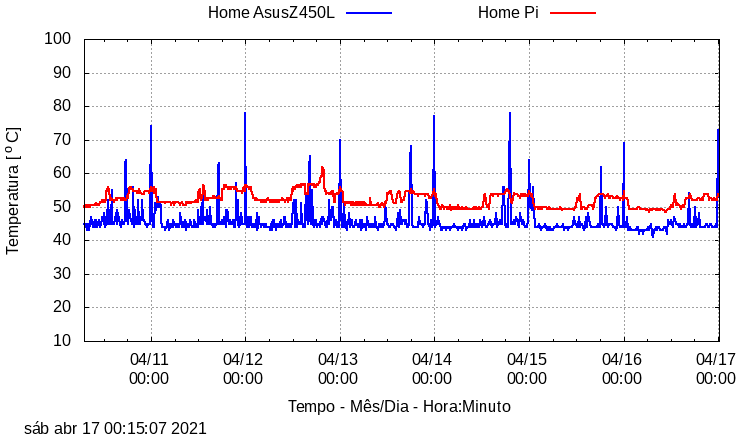 Home AsusZ450L Home Pi
100
90
80
70
60
50
40
30
20
10
Temperatura [ º C]
04/11 04/12 04/13 04/14 04/15 04/16 04/17
00:00 00:00 00:00 00:00 00:00 00:00 00:00
Tempo - Mês/Dia - Hora:Minuto
sáb abr 17 00:15:07 2021